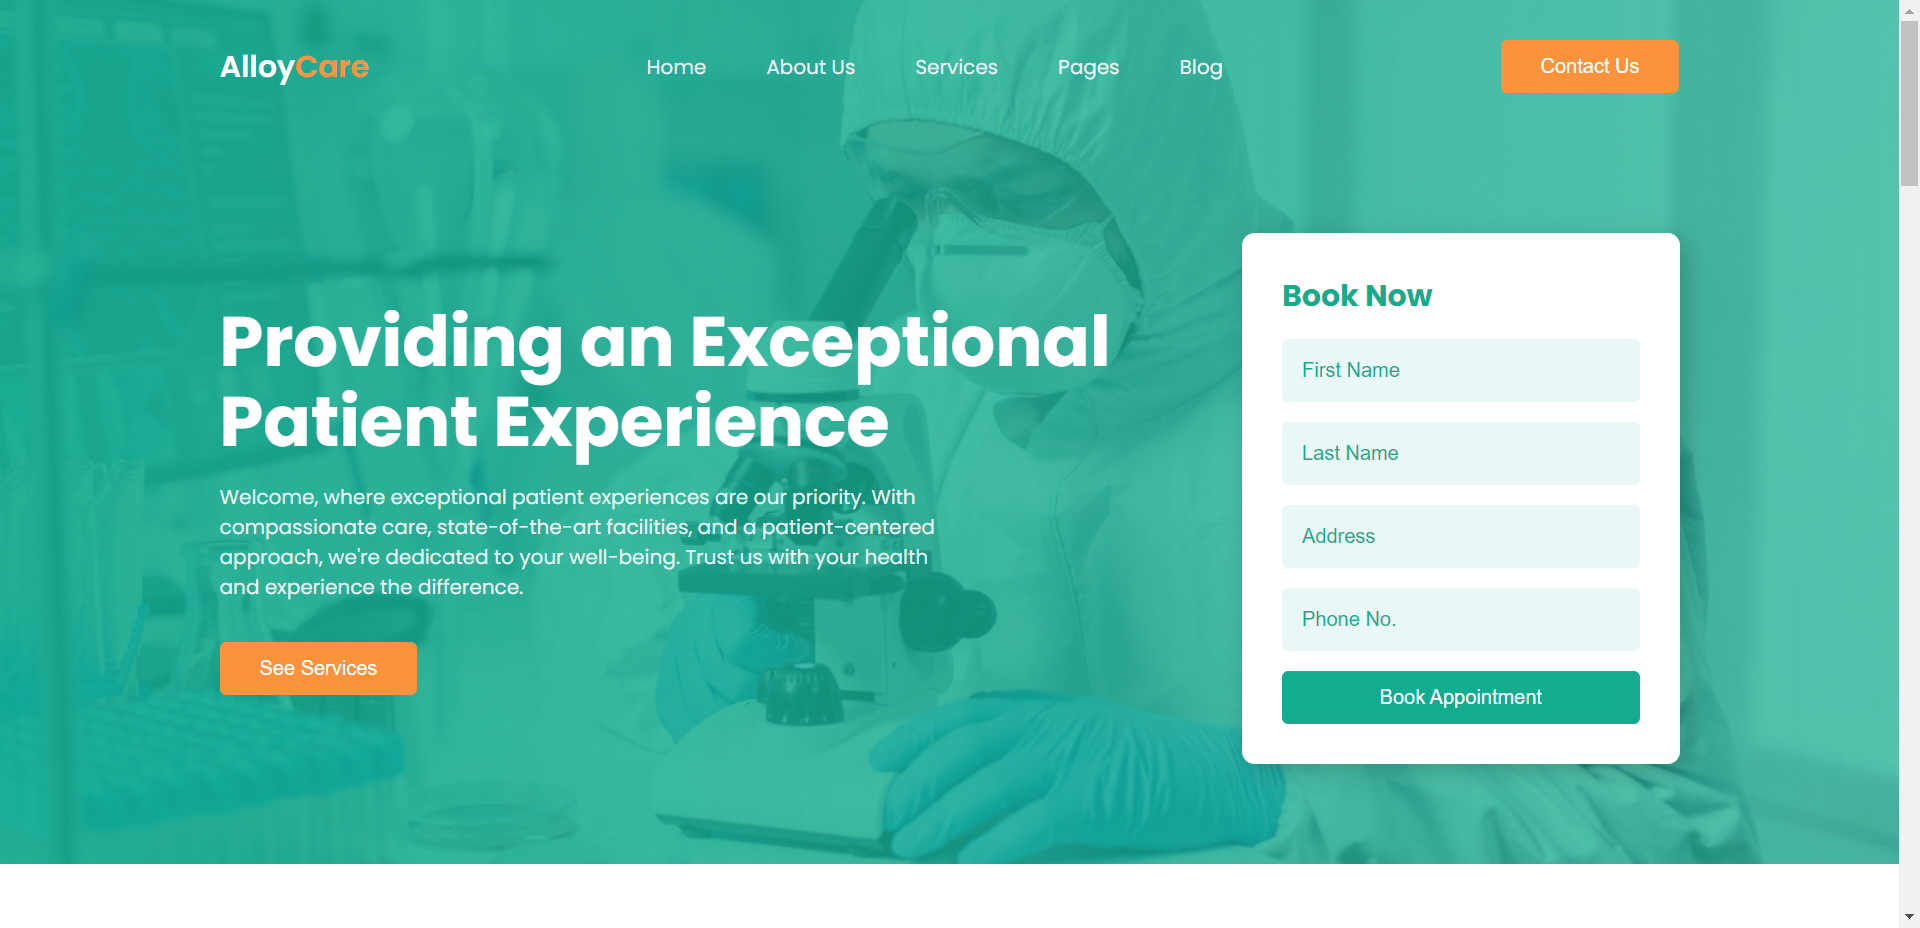 AlloyCare
Home
About Us
Services
Pages
Blog
Contact Us
Providing an Exceptional
Patient Experience
Welcome, where exceptional patient experiences are our priority. With
compassionate care, state-of-the-art facilities, and a patient-centered
approach, we're dedicated to your well-being. Trust us with your health
and experience the difference.
See Services
Book Now
First Name
Last Name
Address
Phone No.
Book Appointment